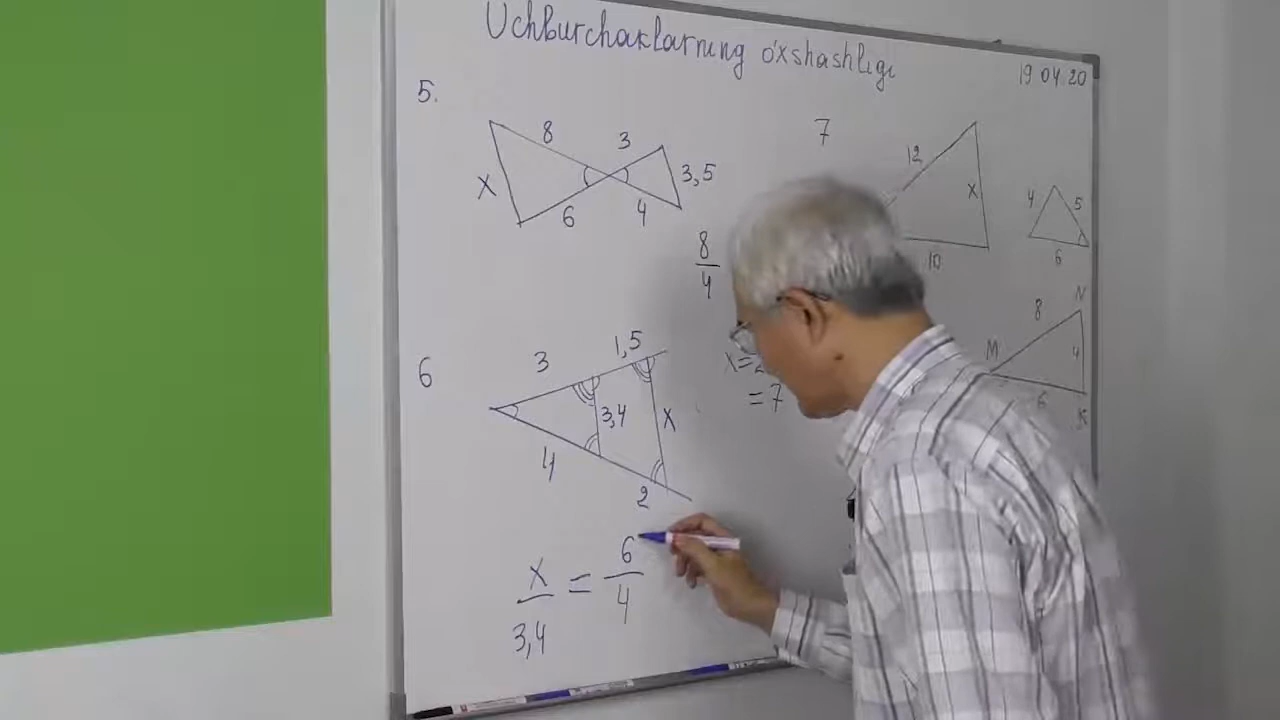 Uchburchaklarning o'xshashligi
19 04 20
5.
8
3
x
3,5
6
4
8
4
x=2
=7
7
12
x
10
4
5
6
8
N
M
4
6
K
6
3
1,5
3,4
x
4
2
x/3,4 = 6/4